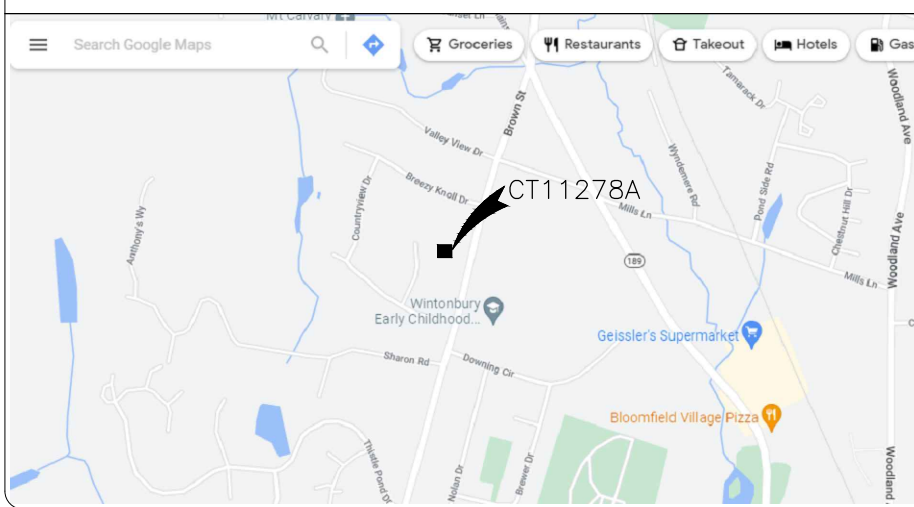 Mt Calvary
Search Google Maps
Groceries
Restaurants
Takeout
Hotels
Gas
Brown St
Valley View Dr
Tamarack Dr
Woodland Ave
Breezy Knoll Dr
CT11278A
Countryview Dr
Wyndemere Rd
Pond Side Rd
Mills Ln
Chestnut Hill Dr
Anthony's Wy
189
Woodland Ave
Mills Ln
Wintonbury
Early Childhood...
Geissler's Supermarket
Sharon Rd
Downing Cir
Bloomfield Village Pizza
Thistle Pond
Nolan Dr
Brewer Dr
Woodland